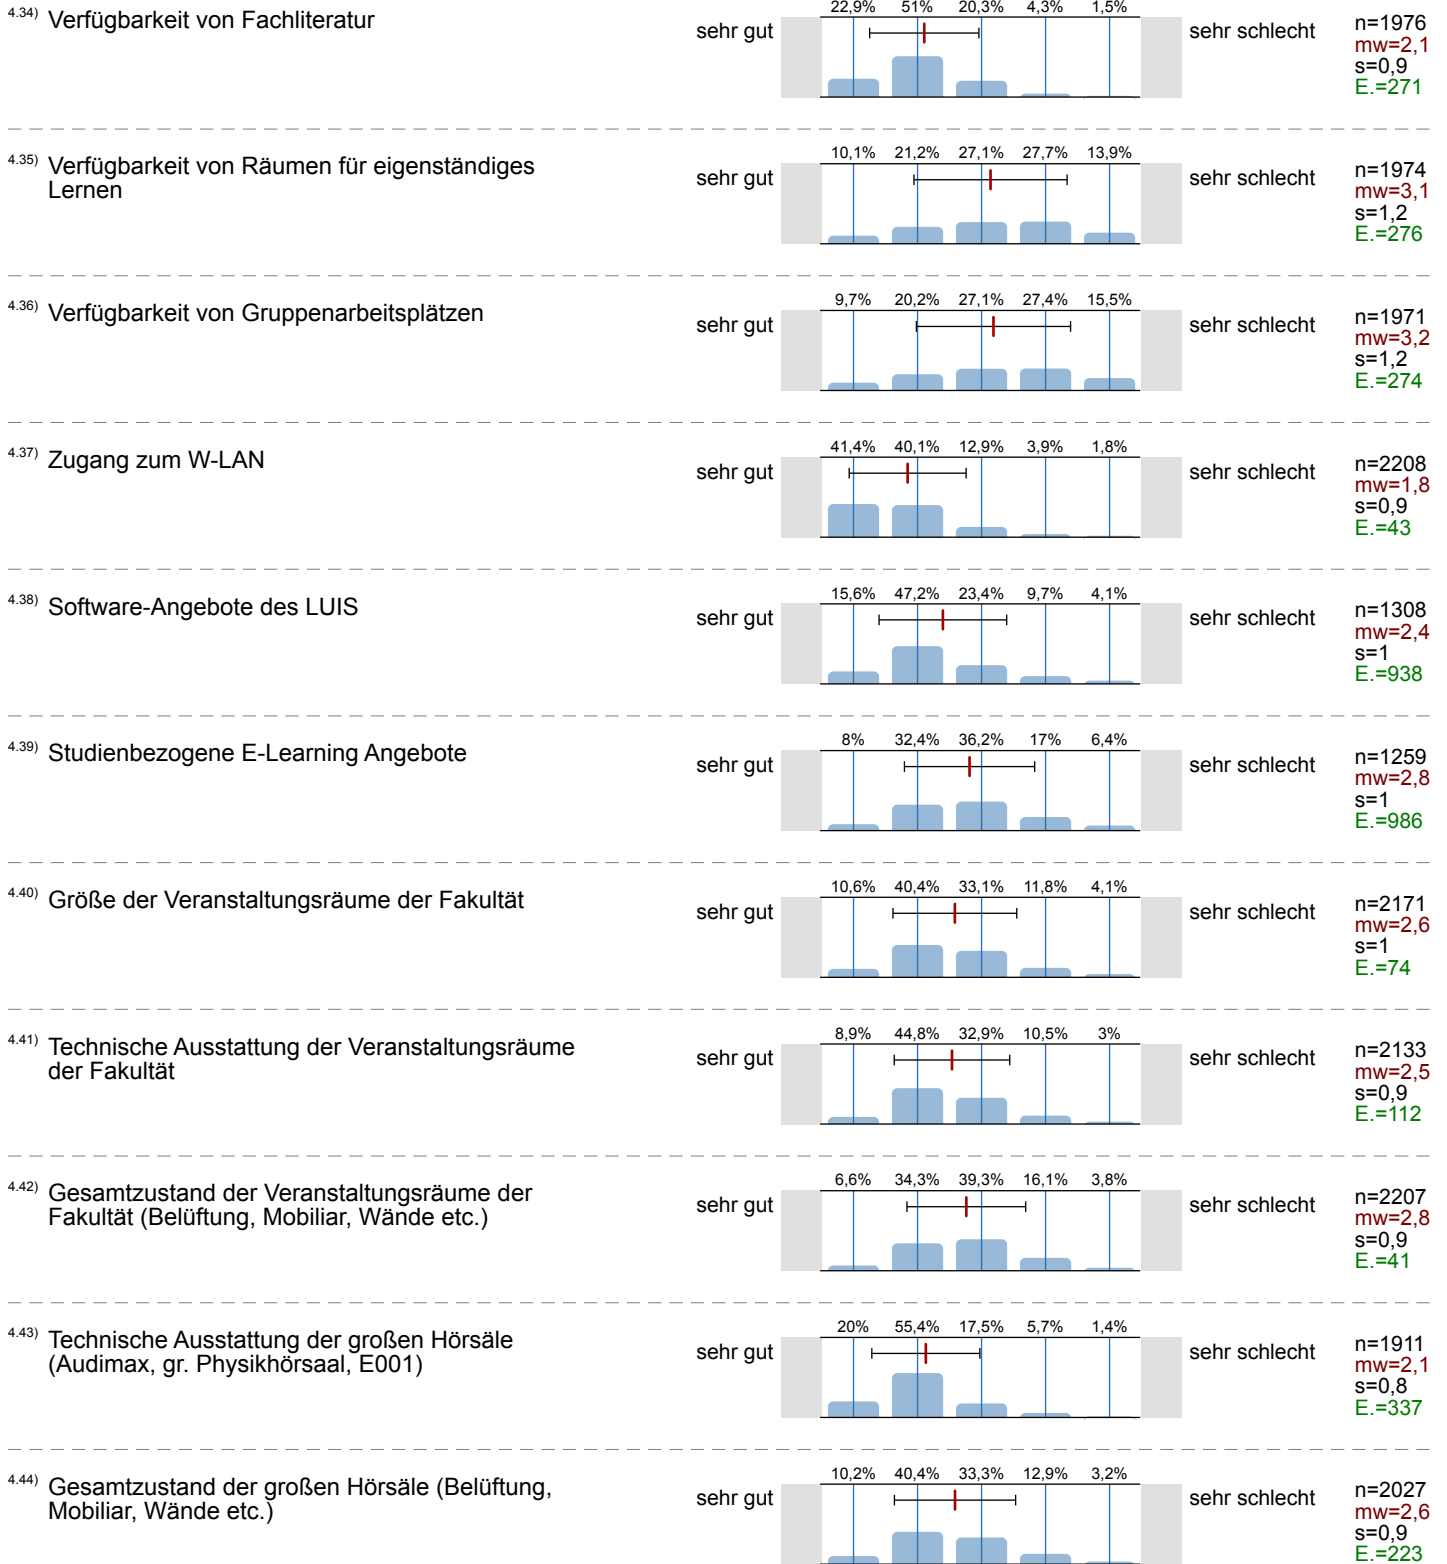 4.34) Verfügbarkeit von Fachliteratur
22,9% 51% 20,3% 4,3% 1,5%
sehr gut sehr schlecht
n=1976
mw=2,1
s=0,9
E.=271
4.35) Verfügbarkeit von Räumen für eigenständiges
Lernen
10,1% 21,2% 27,1% 27,7% 13,9%
sehr gut sehr schlecht
n=1974
mw=3,1
s=1,2
E.=276
4.36) Verfügbarkeit von Gruppenarbeitsplätzen
9,7% 20,2% 27,1% 27,4% 15,5%
sehr gut sehr schlecht
n=1971
mw=3,2
s=1,2
E.=274
4.37) Zugang zum W-LAN
41,4% 40,1% 12,9% 3,9% 1,8%
sehr gut sehr schlecht
n=2208
mw=1,8
s=0,9
E.=43
4.38) Software-Angebote des LUIS
15,6% 47,2% 23,4% 9,7% 4,1%
sehr gut sehr schlecht
n=1308
mw=2,4
s=1
E.=938
4.39) Studienbezogene E-Learning Angebote
8% 32,4% 36,2% 17% 6,4%
sehr gut sehr schlecht
n=1259
mw=2,8
s=1
E.=986
4.40) Größe der Veranstaltungsräume der Fakultät
10,6% 40,4% 33,1% 11,8% 4,1%
sehr gut sehr schlecht
n=2171
mw=2,6
s=1
E.=74
4.41) Technische Ausstattung der Veranstaltungsräume
der Fakultät
8,9% 44,8% 32,9% 10,5% 3%
sehr gut sehr schlecht
n=2133
mw=2,5
s=0,9
E.=112
4.42) Gesamtzustand der Veranstaltungsräume der
Fakultät (Belüftung, Mobiliar, Wände etc.)
6,6% 34,3% 39,3% 16,1% 3,8%
sehr gut sehr schlecht
n=2207
mw=2,8
s=0,9
E.=41
4.43) Technische Ausstattung der großen Hörsäle
(Audimax, gr. Physikhörsaal, E001)
20% 55,4% 17,5% 5,7% 1,4%
sehr gut sehr schlecht
n=1911
mw=2,1
s=0,8
E.=337
4.44) Gesamtzustand der großen Hörsäle (Belüftung,
Mobiliar, Wände etc.)
10,2% 40,4% 33,3% 12,9% 3,2%
sehr gut sehr schlecht
n=2027
mw=2,6
s=0,9
E.=223